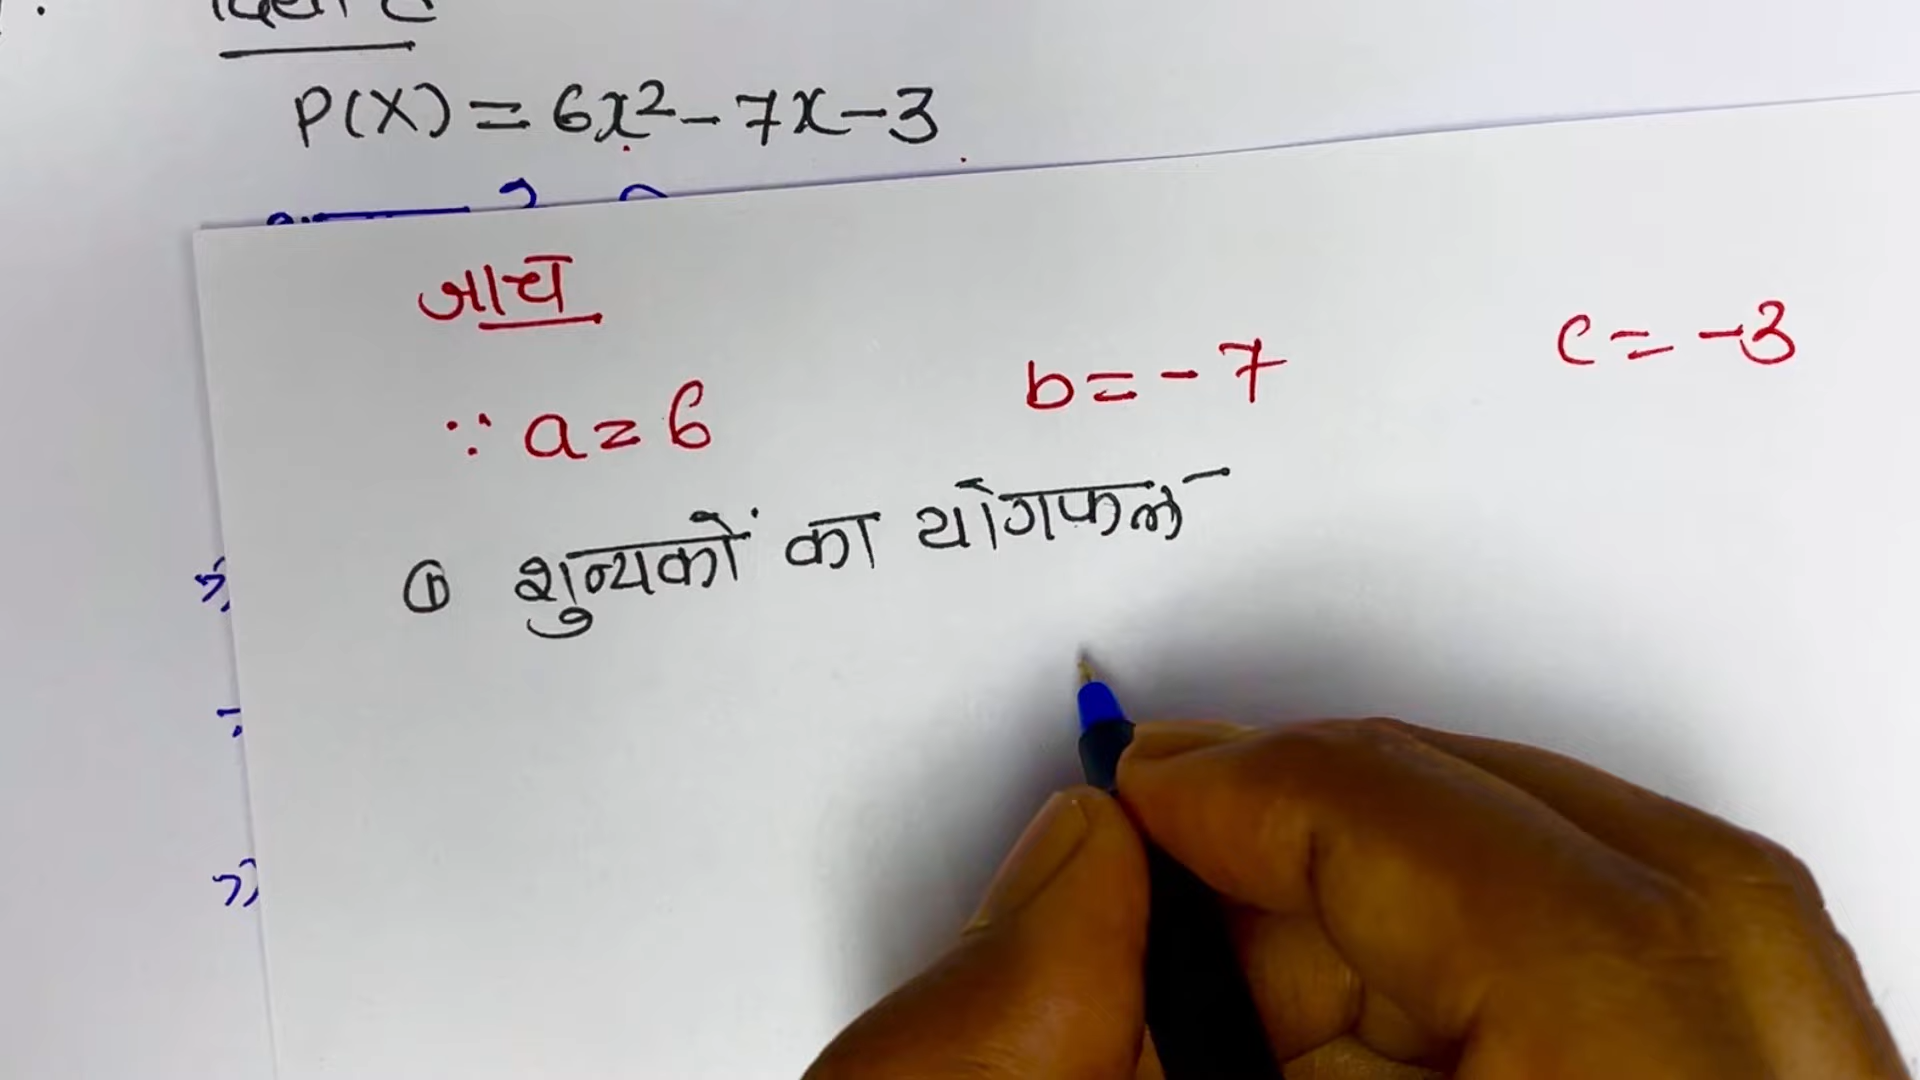 P(X) = 6x² - 7x - 3
जाच
∵ a = 6 b = - 7 c = - 3
① शुन्यकों का योगफल